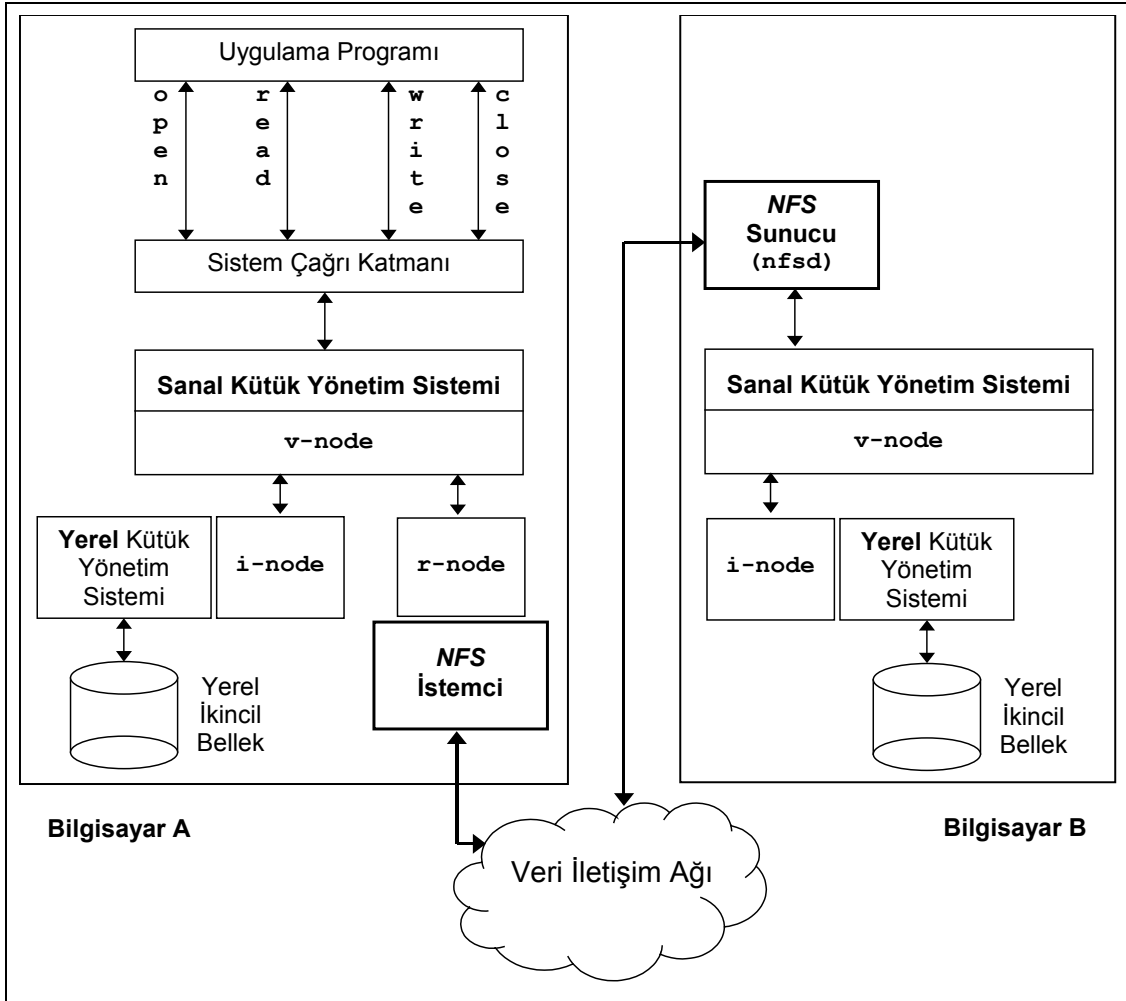 Uygulama Programı
open
read
write
close
Sistem Çağrı Katmanı
Sanal Kütük Yönetim Sistemi
v-node
Yerel Kütük
Yönetim
Sistemi
i-node
r-node
NFS
İstemci
Yerel
İkincil
Bellek
Bilgisayar A
NFS
Sunucu
(nfsd)
Sanal Kütük Yönetim Sistemi
v-node
i-node
Yerel Kütük
Yönetim
Sistemi
Yerel
İkincil
Bellek
Bilgisayar B
Veri İletişim Ağı